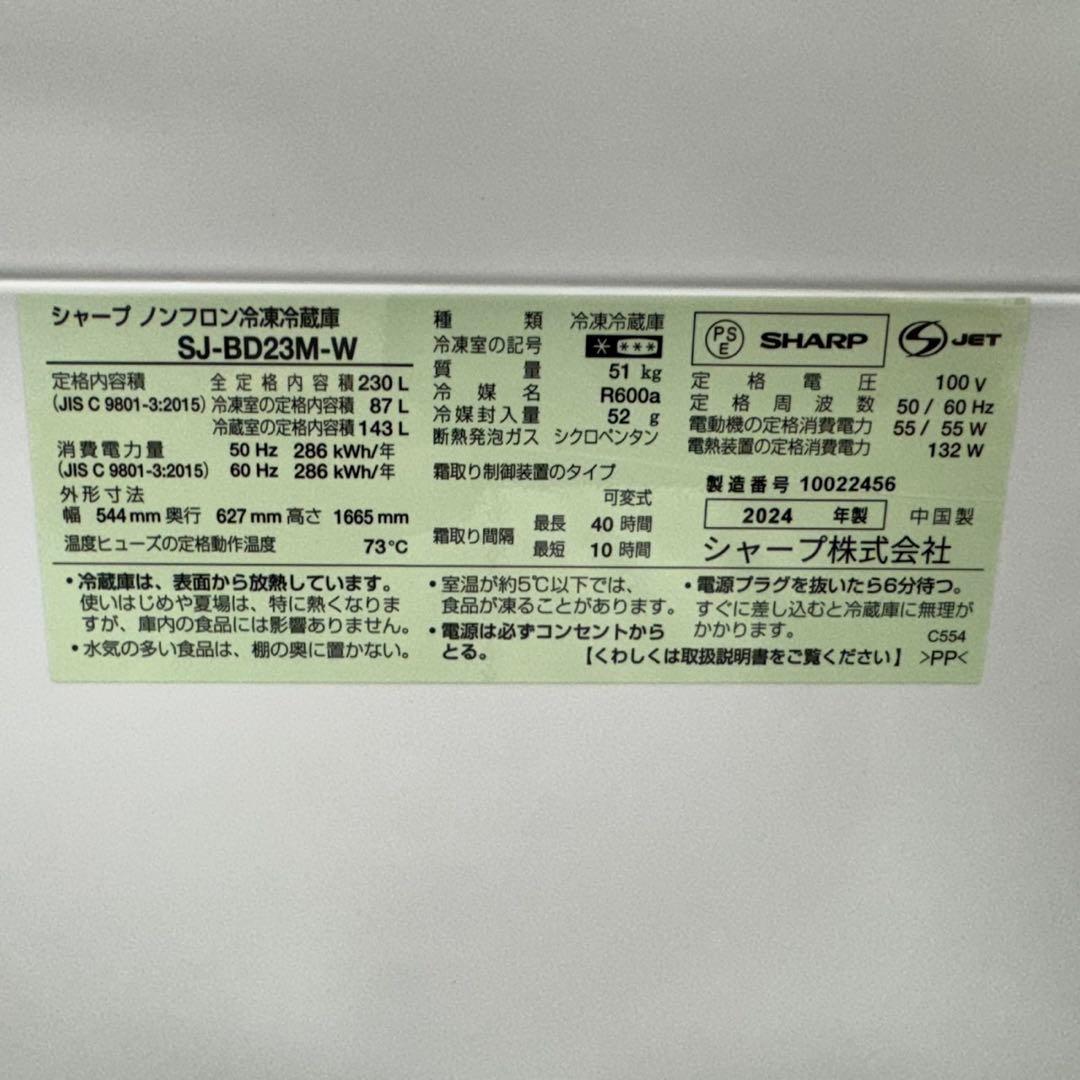 シャープ ノンフロン冷凍冷蔵庫
SJ-BD23M-W
定格内容積 全定格内容積 230 L
(JIS C 9801-3:2015) 冷凍室の定格内容積 87 L
冷蔵室の定格内容積 143 L
消費電力量 50 Hz 286 kWh/年
(JIS C 9801-3:2015) 60 Hz 286 kWh/年
外形寸法
幅 544 mm 奥行 627 mm 高さ 1665 mm
温度ヒューズの定格動作温度 73℃
種類 冷凍冷蔵庫
冷凍室の記号 ＊＊＊＊
質量 51 kg
冷媒名 R600a
冷媒封入量 52 g
断熱発泡ガス シクロペンタン
霜取り制御装置のタイプ
可変式
霜取り間隔 最長 40 時間
最短 10 時間
PSE SHARP S JET
定格電圧 100 V
定格周波数 50 / 60 Hz
電動機の定格消費電力 55 / 55 W
電熱装置の定格消費電力 132 W
製造番号 10022456
2024 年製 中国製
シャープ株式会社
・冷蔵庫は、表面から放熱しています。
使いはじめや夏場は、特に熱くなりま
すが、庫内の食品には影響ありません。
・水気の多い食品は、棚の奥に置かない。
・室温が約5℃以下では、
食品が凍ることがあります。
・電源は必ずコンセントから
とる。
・電源プラグを抜いたら6分待つ。
すぐに差し込むと冷蔵庫に無理が
かかります。 C554
【くわしくは取扱説明書をご覧ください】 >PP<